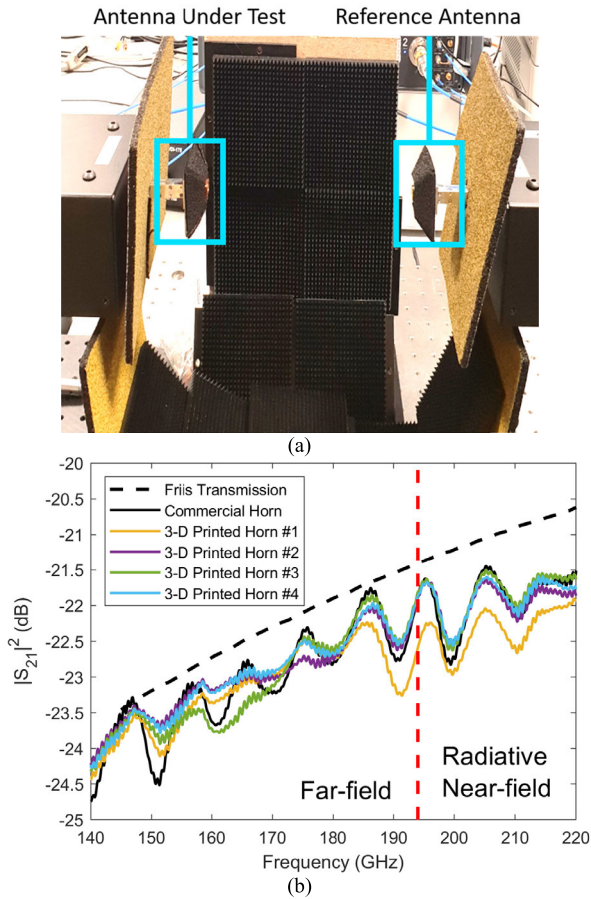 Antenna Under Test
Reference Antenna
(a)
-20
-20.5
-21
-21.5
-22
-22.5
-23
-23.5
-24
-24.5
-25
|S21|2 (dB)
Friis Transmission
Commercial Horn
3-D Printed Horn #1
3-D Printed Horn #2
3-D Printed Horn #3
3-D Printed Horn #4
Far-field
Radiative
Near-field
140 150 160 170 180 190 200 210 220
Frequency (GHz)
(b)